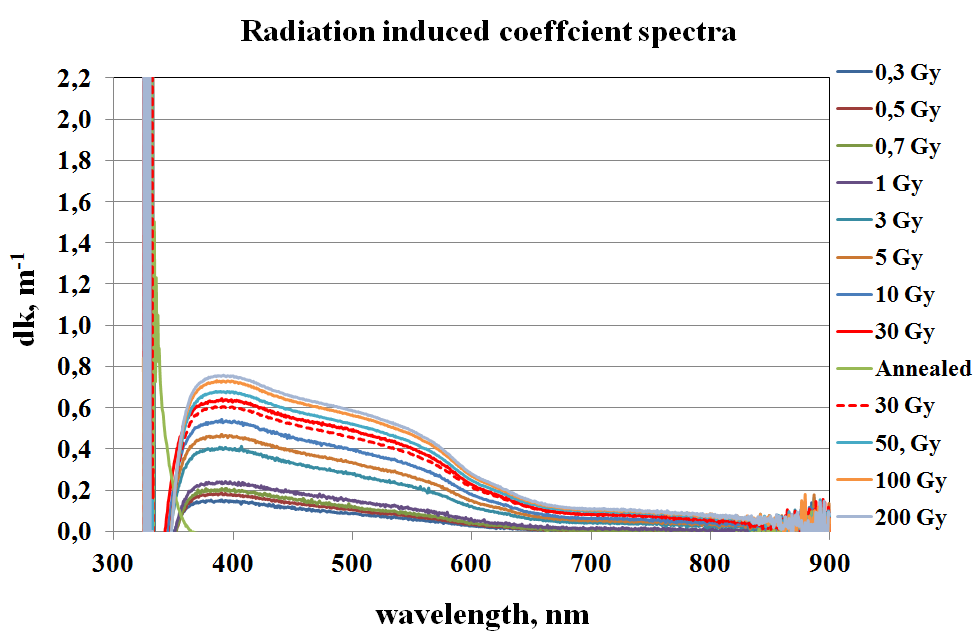 Radiation induced coeffcient spectra
dk, m-1
2,2
2,0
1,8
1,6
1,4
1,2
1,0
0,8
0,6
0,4
0,2
0,0
300 400 500 600 700 800 900
wavelength, nm
0,3 Gy
0,5 Gy
0,7 Gy
1 Gy
3 Gy
5 Gy
10 Gy
30 Gy
Annealed
30 Gy
50, Gy
100 Gy
200 Gy